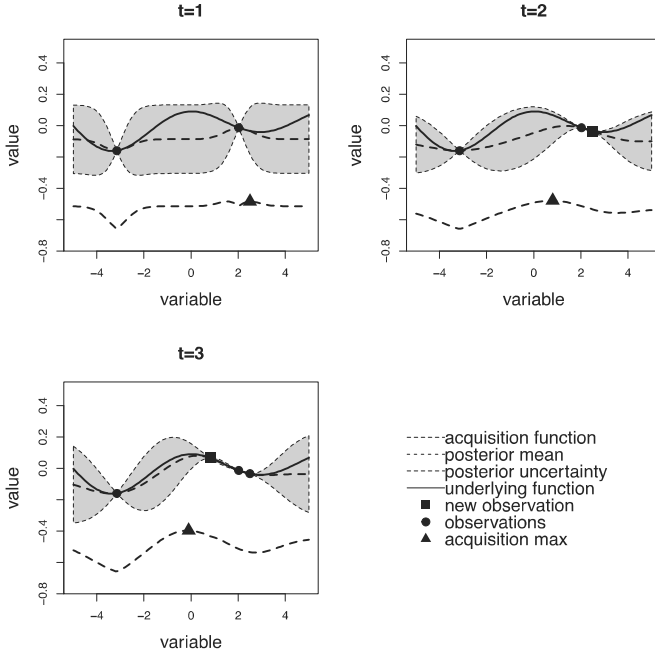 t=1
0.4
0.2
0.0
−0.4
−0.8
value
−4 −2 0 2 4
variable
t=2
0.4
0.2
0.0
−0.4
−0.8
value
−4 −2 0 2 4
variable
t=3
0.4
0.2
0.0
−0.4
−0.8
value
−4 −2 0 2 4
variable
acquisition function
posterior mean
posterior uncertainty
underlying function
new observation
observations
acquisition max